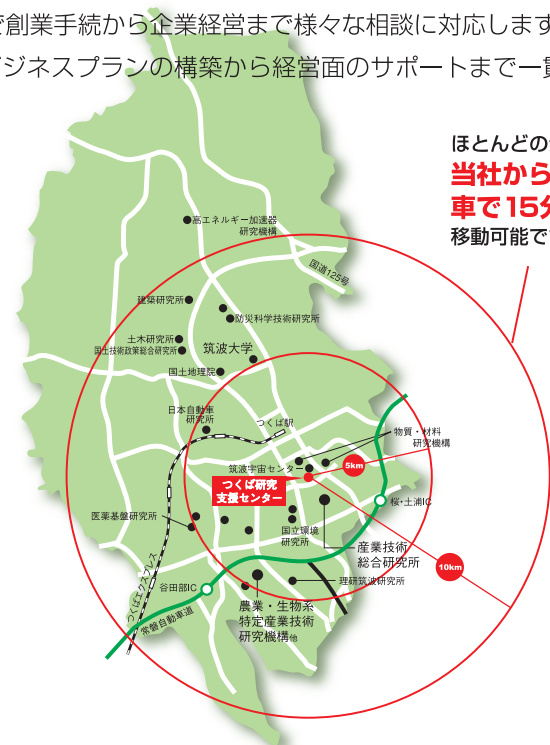 で創業手続から企業経営まで様々な相談に対応します
ビジネスプランの構築から経営面のサポートまで一貫
ほとんどの
当社から
車で15分
移動可能で
高エネルギー加速器
研究機構
国道125号
建築研究所
防災科学技術研究所
土木研究所
国土技術政策総合研究所
筑波大学
国土地理院
日本自動車
研究所
つくば駅
物質・材料
研究機構
筑波宇宙センター
5km
つくば研究
支援センター
桜・土浦IC
医薬基盤研究所
国立環境
研究所
産業技術
総合研究所
10km
つくばエクスプレス
谷田部IC
理研筑波研究所
常磐自動車道
農業・生物系
特定産業技術
研究機構他